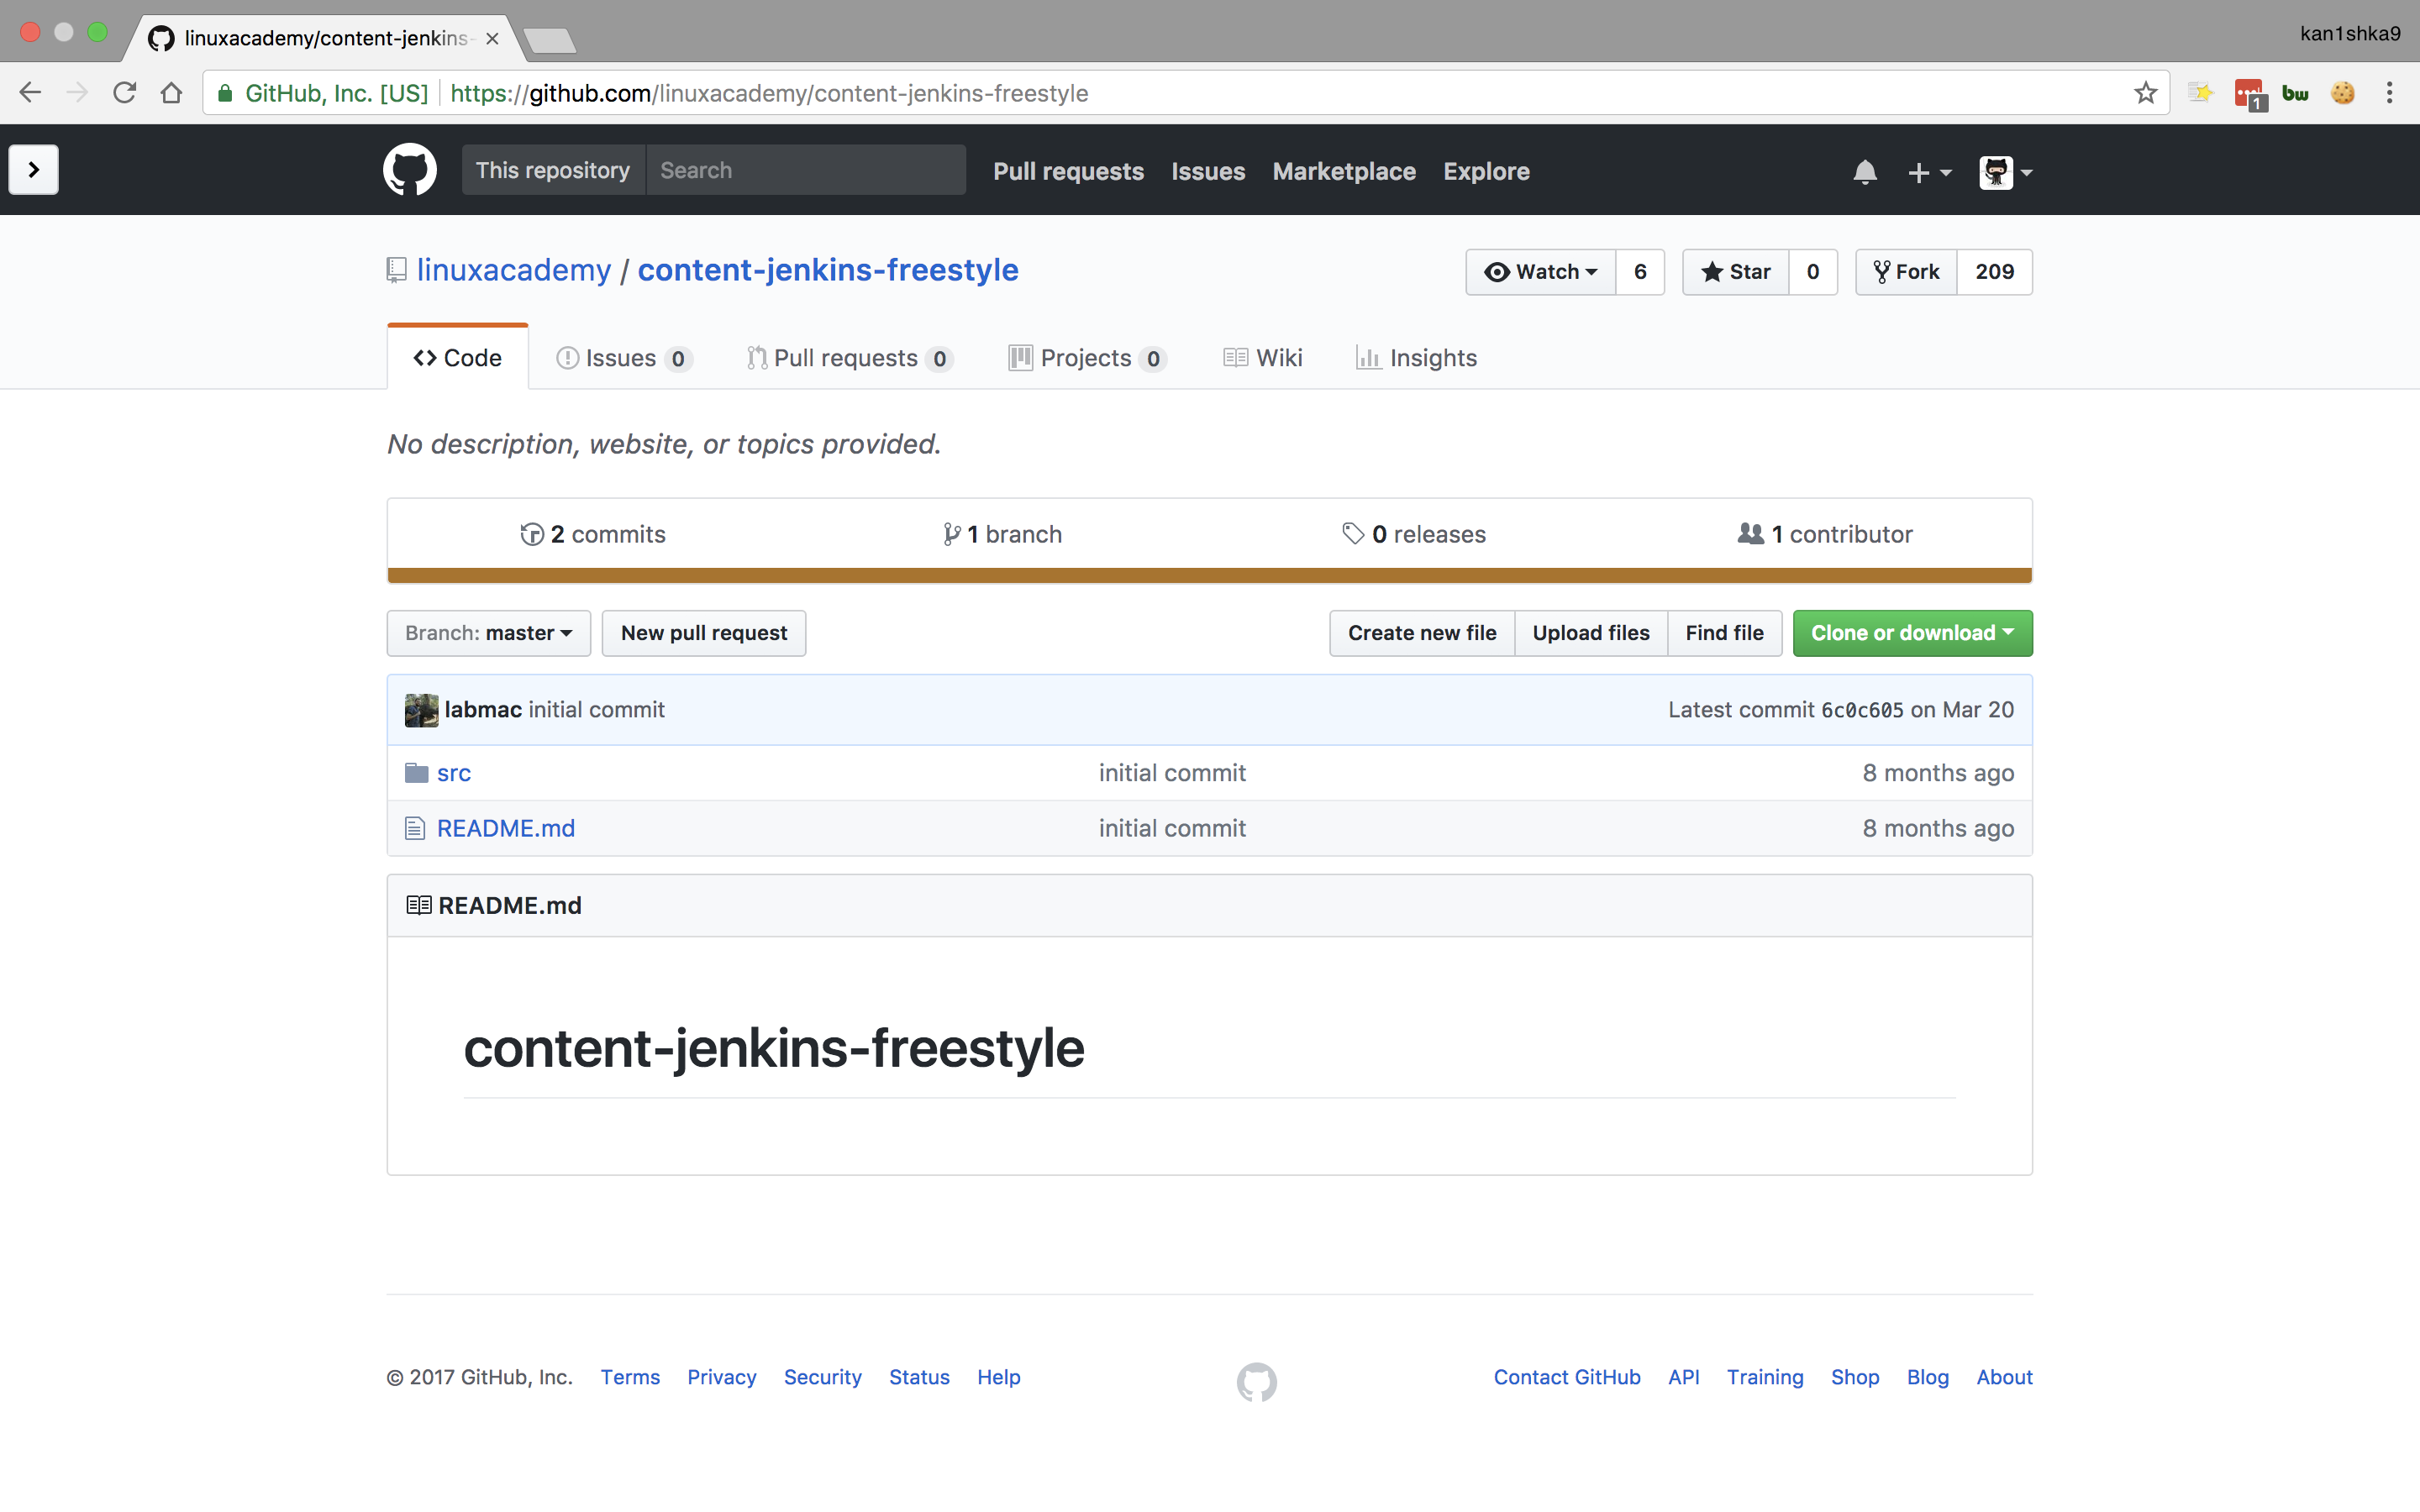 linuxacademy/content-jenkins-
kan1shka9
GitHub, Inc. [US] https://github.com/linuxacademy/content-jenkins-freestyle
1
bw
This repository Search Pull requests Issues Marketplace Explore
linuxacademy / content-jenkins-freestyle
Watch 6 Star 0 Fork 209
Code Issues 0 Pull requests 0 Projects 0 Wiki Insights
No description, website, or topics provided.
2 commits 1 branch 0 releases 1 contributor
Branch: master New pull request Create new file Upload files Find file Clone or download
labmac initial commit Latest commit 6c0c605 on Mar 20
src initial commit 8 months ago
README.md initial commit 8 months ago
README.md
content-jenkins-freestyle
© 2017 GitHub, Inc. Terms Privacy Security Status Help Contact GitHub API Training Shop Blog About